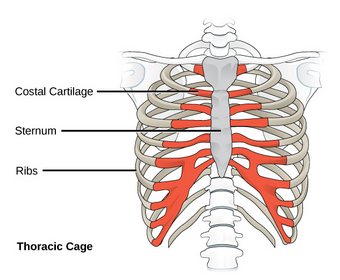 Costal Cartilage
Sternum
Ribs
Thoracic Cage